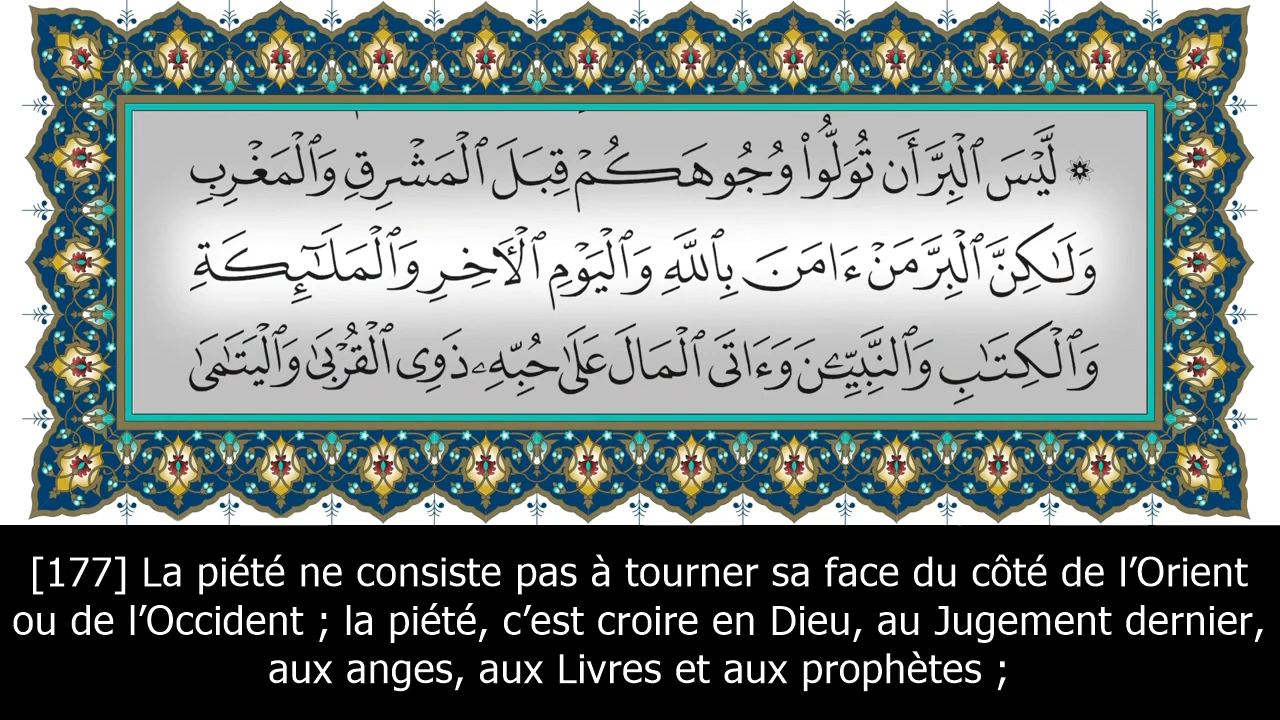 ۞ لَّيْسَ ٱلْبِرَّ أَن تُوَلُّوا۟ وُجُوهَكُمْ قِبَلَ ٱلْمَشْرِقِ وَٱلْمَغْرِبِ
وَلَـٰكِنَّ ٱلْبِرَّ مَنْ ءَامَنَ بِٱللَّهِ وَٱلْيَوْمِ ٱلْـَٔاخِرِ وَٱلْمَلَـٰٓئِكَةِ
وَٱلْكِتَـٰبِ وَٱلنَّبِيِّـۧنَ وَءَاتَى ٱلْمَالَ عَلَىٰ حُبِّهِۦ ذَوِى ٱلْقُرْبَىٰ وَٱلْيَتَـٰمَىٰ
[177] La piété ne consiste pas à tourner sa face du côté de l’Orient
ou de l’Occident ; la piété, c’est croire en Dieu, au Jugement dernier,
aux anges, aux Livres et aux prophètes ;